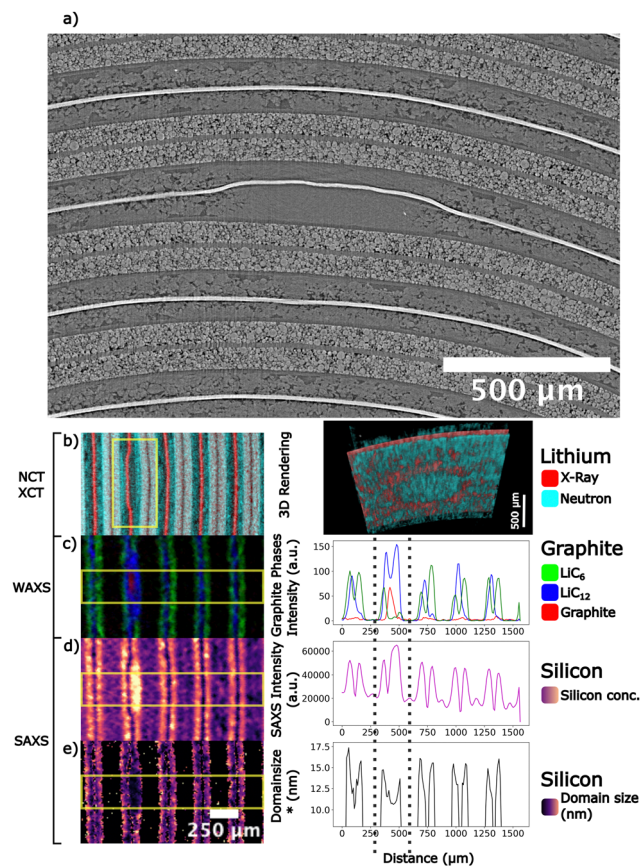 a)
500 µm
b)
NCT
XCT
3D Rendering
500 µm
Lithium
X-Ray
Neutron
c)
WAXS
Graphite Phases
Intensity (a.u.)
150
100
50
0
0 250 500 750 1000 1250 1500
Graphite
LiC6
LiC12
Graphite
d)
SAXS
SAXS Intensity
(a.u.)
60000
40000
20000
0
0 250 500 750 1000 1250 1500
Silicon
Silicon conc.
e)
250 µm
Domainsize
* (nm)
17.5
15.0
12.5
10.0
0 250 500 750 1000 1250 1500
Distance (µm)
Silicon
Domain size
(nm)